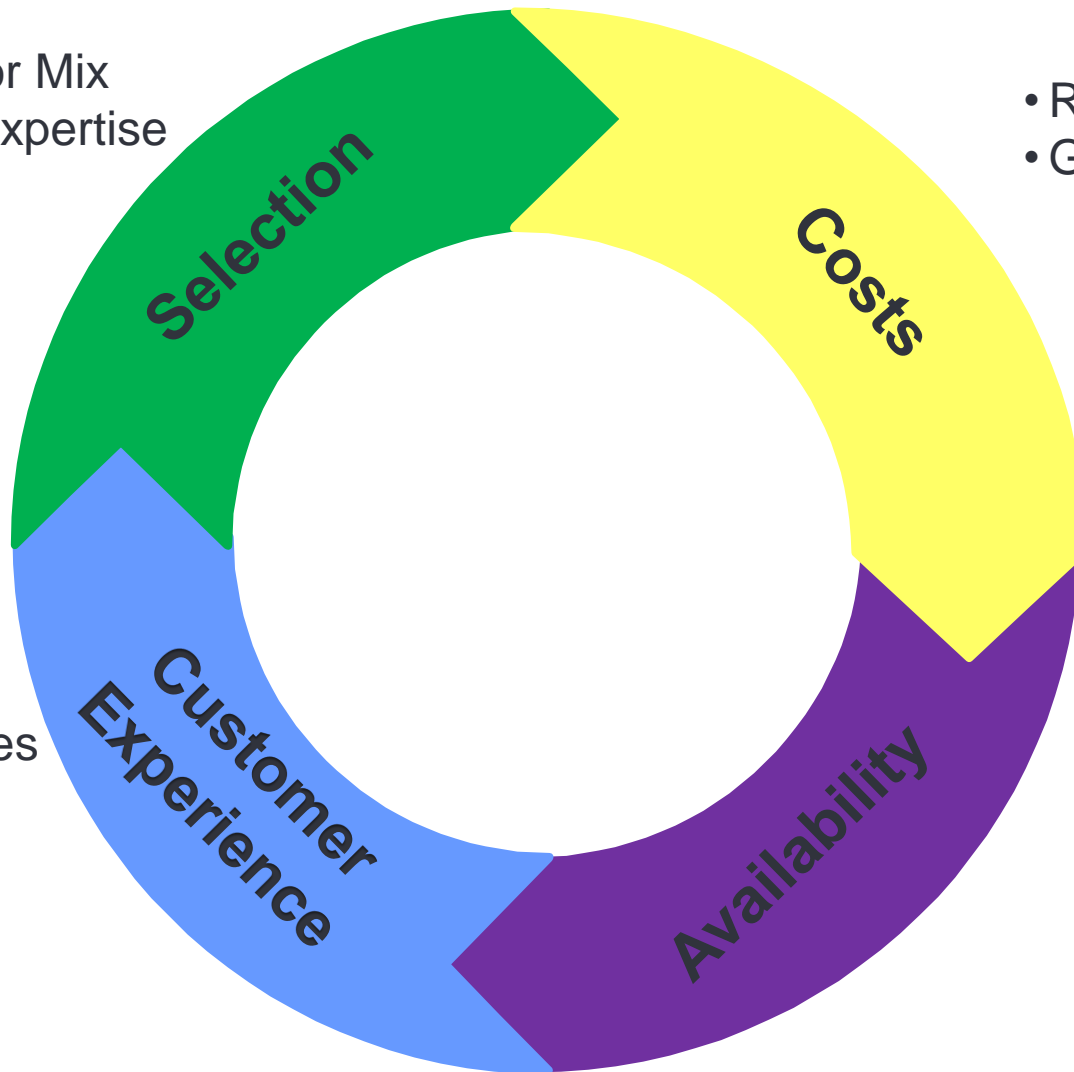 or Mix
xpertise
• R
• G
Selection
Costs
Customer
Experience
es
Availability